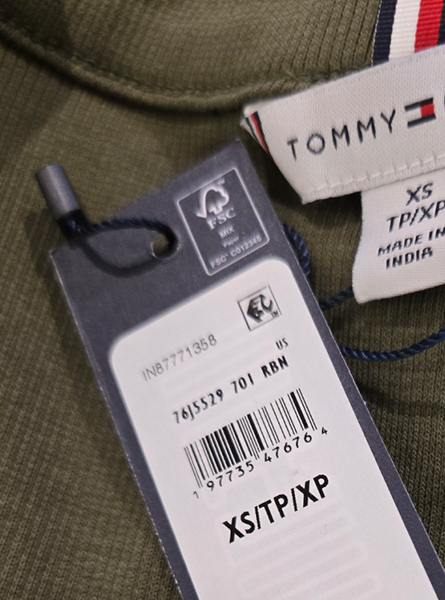 TOMMY
XS
TP/XP
MADE IN
INDIA
FSC
MIX
Paper
FSC® C012345
IN87771358
US
76J5529 701 RBN
1 97735 47676 4
XS/TP/XP